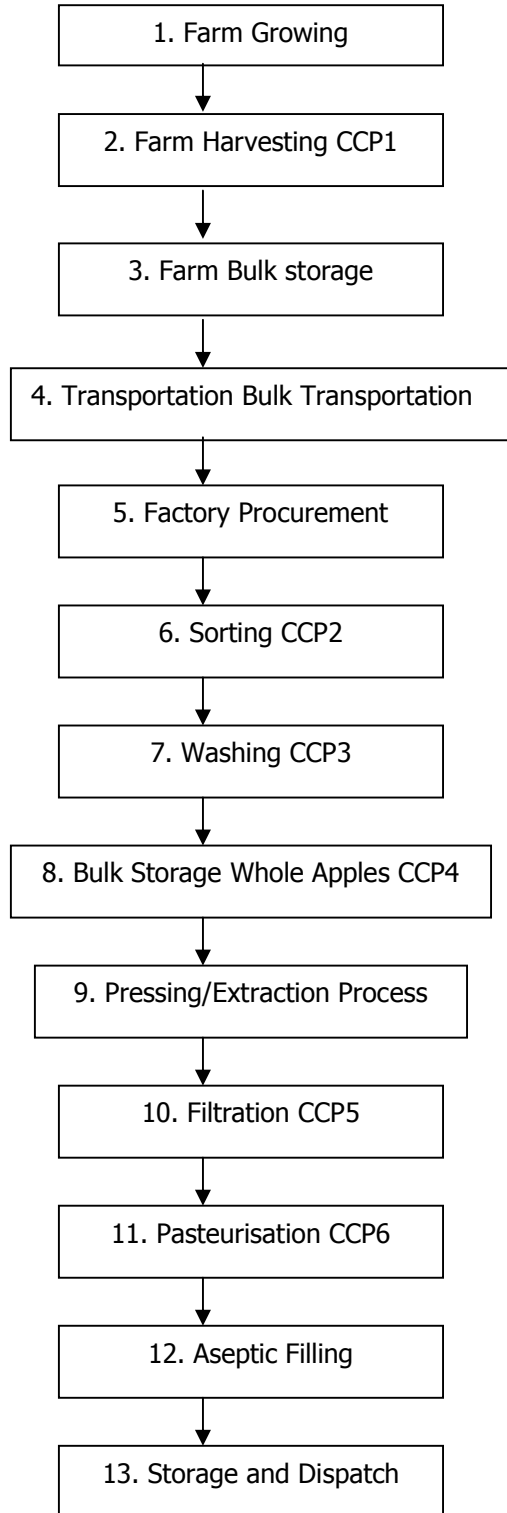 1. Farm Growing
2. Farm Harvesting CCP1
3. Farm Bulk storage
4. Transportation Bulk Transportation
5. Factory Procurement
6. Sorting CCP2
7. Washing CCP3
8. Bulk Storage Whole Apples CCP4
9. Pressing/Extraction Process
10. Filtration CCP5
11. Pasteurisation CCP6
12. Aseptic Filling
13. Storage and Dispatch